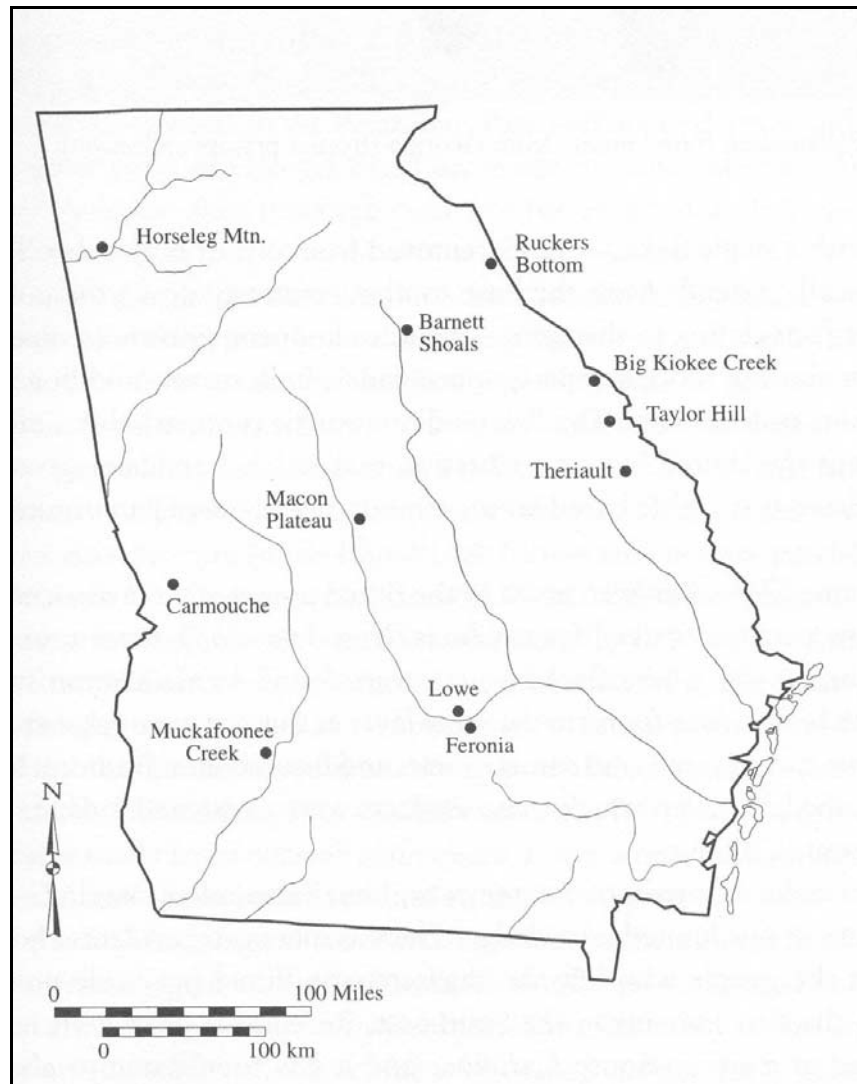 Horseleg Mtn.
Ruckers
Bottom
Barnett
Shoals
Big Kiokee Creek
Taylor Hill
Theriault
Macon
Plateau
Carmouche
Lowe
Muckafoonee
Creek
Feronia
N
0
100 Miles
0
100 km